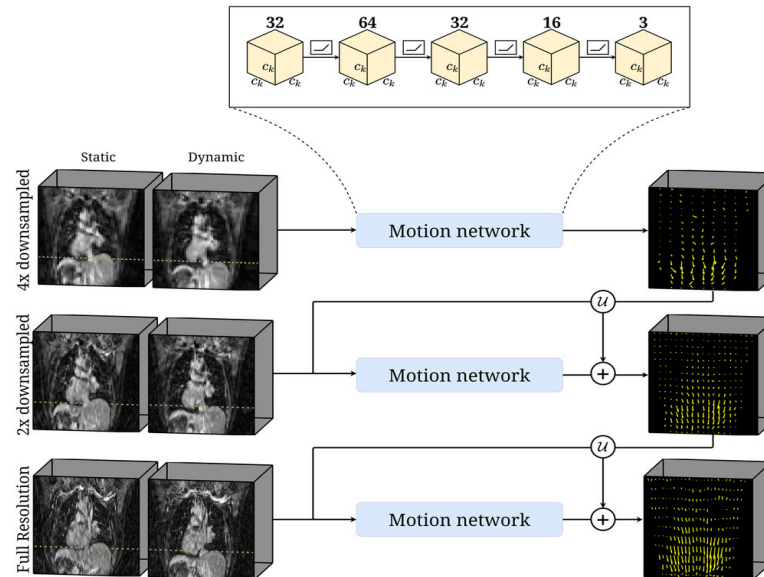 32 64 32 16 3
c_k c_k c_k c_k c_k
c_k c_k c_k c_k c_k c_k c_k c_k c_k c_k
Static Dynamic
4x downsampled
Motion network
U
2x downsampled
Motion network
+
U
Full Resolution
Motion network
+